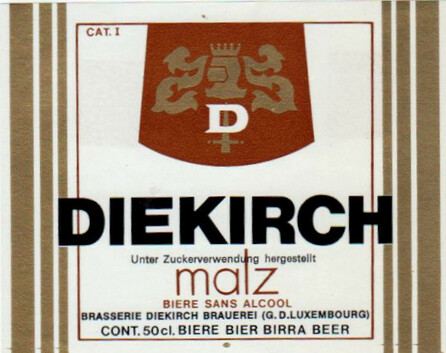 CAT. I
D
DIEKIRCH
Unter Zuckerverwendung hergestellt
malz
BIERE SANS ALCOOL
BRASSERIE DIEKIRCH BRAUEREI (G.D.LUXEMBOURG)
CONT. 50cl. BIERE BIER BIRRA BEER